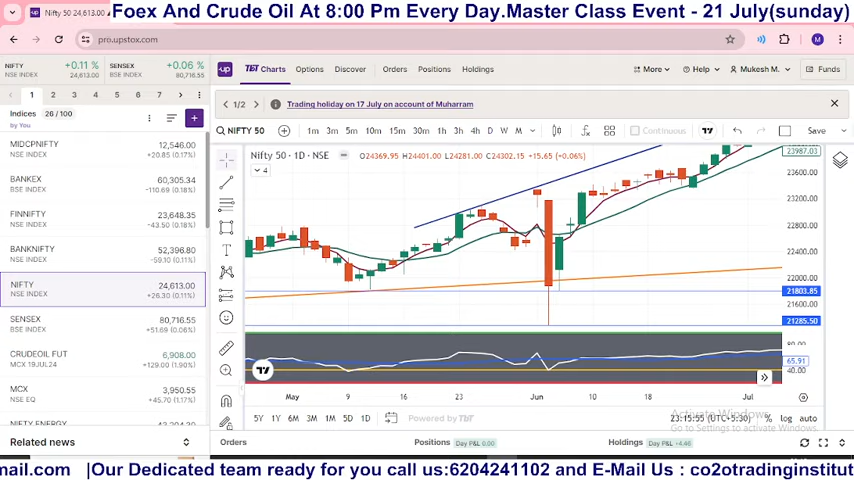 Foex And Crude Oil At 8:00 Pm Every Day.Master Class Event - 21 July(sunday)
Nifty 50 24,613.00
pro.upstox.com
NIFTY +0.11 %
NSE INDEX 24,613.00
SENSEX +0.06 %
BSE INDEX 80,716.55
up TBT Charts Options Discover Orders Positions Holdings More Help Mukesh M. Funds
1 2 3 4 5 6 7
1/2 Trading holiday on 17 July on account of Muharram
Indices 26 / 100
by You
NIFTY 50 1m 3m 5m 10m 15m 30m 1h 3h 4h D W M Continuous Save
MIDCPNIFTY 12,546.00
NSE INDEX +20.85 (0.17%)
BANKEX 60,305.34
BSE INDEX -110.69 (0.18%)
FINNIFTY 23,648.35
NSE INDEX -43.50 (0.18%)
BANKNIFTY 52,396.80
NSE INDEX -59.10 (0.11%)
NIFTY 24,613.00
NSE INDEX +26.30 (0.11%)
SENSEX 80,716.55
BSE INDEX +51.69 (0.06%)
CRUDEOIL FUT 6,908.00
MCX 19JUL24 +129.00 (1.90%)
MCX 3,950.55
NSE EQ +45.70 (1.17%)
NIFTY ENERGY
Related news
Nifty 50 · 1D · NSE O24369.95 H24401.00 L24281.00 C24302.15 +15.65 (+0.06%)
4
23987.03
23600.00
23200.00
22800.00
22400.00
22000.00
21803.85
21600.00
21285.50
80.00
65.91
40.00
May 9 16 23 Jun 10 18 Jul
5Y 1Y 6M 3M 1M 5D 1D Powered by TbT 23:15:55 (UTC+5:30) % log auto
Activate Windows
Go to Settings to activate Windows.
Orders Positions Day P&L 0.00 Holdings Day P&L -4.46
mail.com |Our Dedicated team ready for you call us:6204241102 and E-Mail Us : co2otradinginstitut